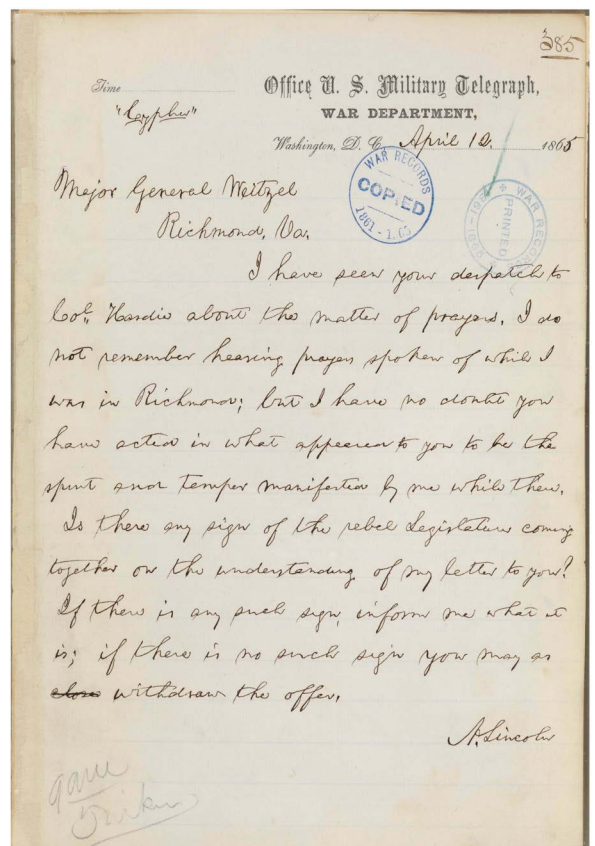 385
Time
"Cypher"
Office U. S. Military Telegraph,
WAR DEPARTMENT,
Washington, D. C. April 12. 1865
WAR RECORDS
COPIED
1861-1865
WAR RECORDS
PRINTED
Major General Weitzel
Richmond, Va.
I have seen your despatch to
Col. Hardie about the matter of prayers. I do
not remember hearing prayers spoken of while I
was in Richmond; but I have no doubt you
have acted in what appeared to you to be the
spirit and temper manifested by me while there.
Is there any sign of the rebel Legislature coming
together on the understanding of my letter to you?
If there is any such sign, inform me what it
is; if there is no such sign you may as
withdraw the offer.
A. Lincoln